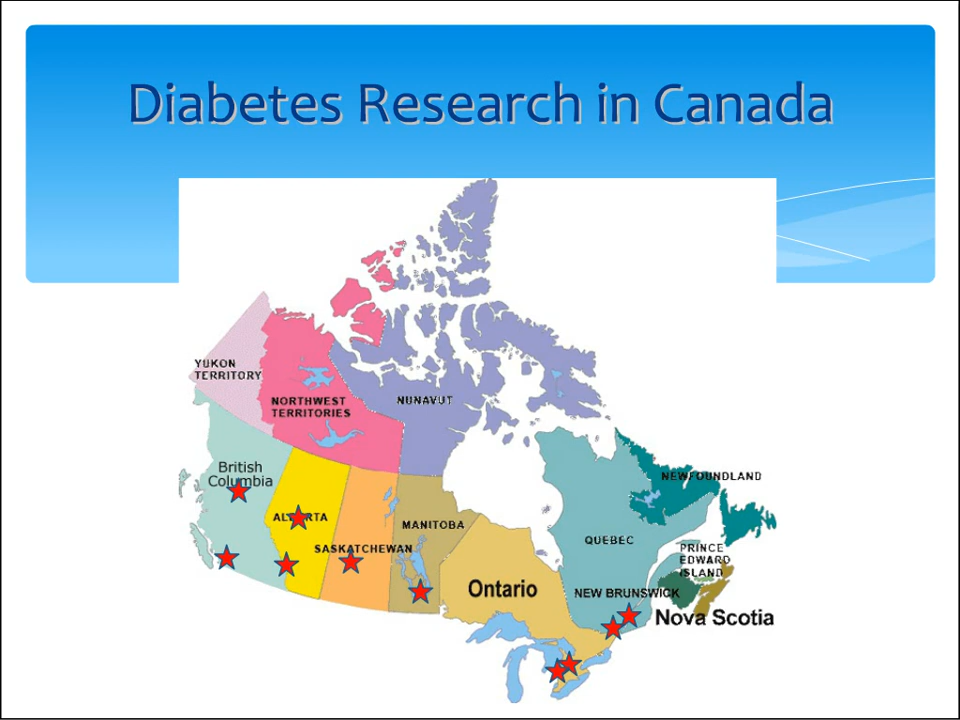 Diabetes Research in Canada
YUKON
TERRITORY
NORTHWEST
TERRITORIES
NUNAVUT
British
Columbia
NEWFOUNDLAND
ALBERTA
MANITOBA
SASKATCHEWAN
QUEBEC
PRINCE
EDWARD
ISLAND
Ontario
NEW BRUNSWICK
Nova Scotia